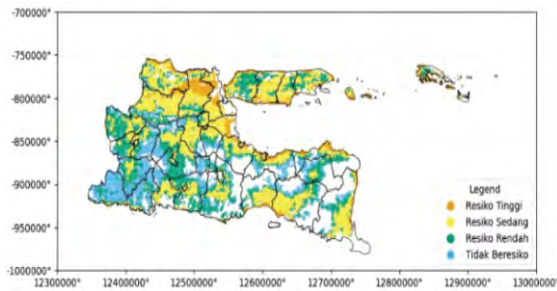 -700000°
-750000°
-800000°
-850000°
-900000°
-950000°
-1000000°
12300000° 12400000° 12500000° 12600000° 12700000° 12800000° 12900000° 13000000°
Legend
Resiko Tinggi
Resiko Sedang
Resiko Rendah
Tidak Beresiko